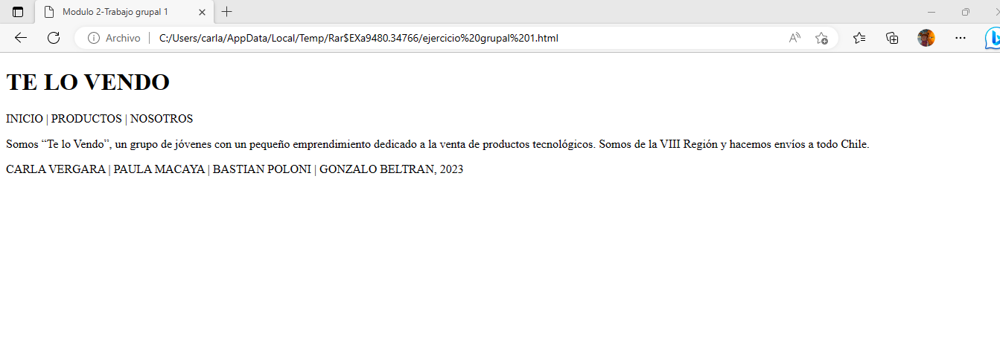 Modulo 2-Trabajo grupal 1
Archivo | C:/Users/carla/AppData/Local/Temp/Rar$EXa9480.34766/ejercicio%20grupal%201.html
TE LO VENDO
INICIO | PRODUCTOS | NOSOTROS
Somos “Te lo Vendo”, un grupo de jóvenes con un pequeño emprendimiento dedicado a la venta de productos tecnológicos. Somos de la VIII Región y hacemos envíos a todo Chile.
CARLA VERGARA | PAULA MACAYA | BASTIAN POLONI | GONZALO BELTRAN, 2023